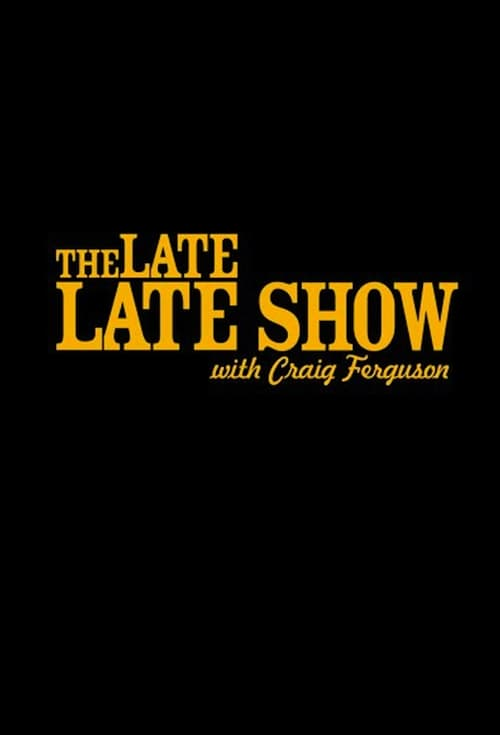 THE LATE
LATE SHOW
with Craig Ferguson